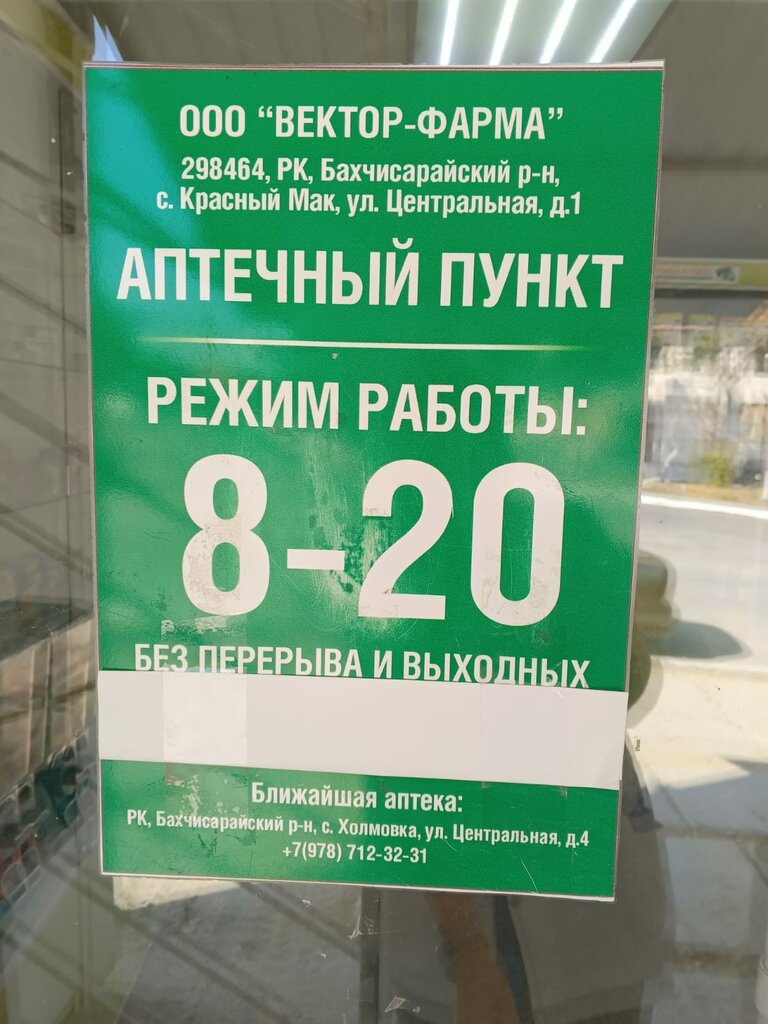 ООО “ВЕКТОР-ФАРМА”
298464, РК, Бахчисарайский р-н,
с. Красный Мак, ул. Центральная, д.1
АПТЕЧНЫЙ ПУНКТ
РЕЖИМ РАБОТЫ:
8-20
БЕЗ ПЕРЕРЫВА И ВЫХОДНЫХ
Ближайшая аптека:
РК, Бахчисарайский р-н, с. Холмовка, ул. Центральная, д.4
+7(978) 712-32-31